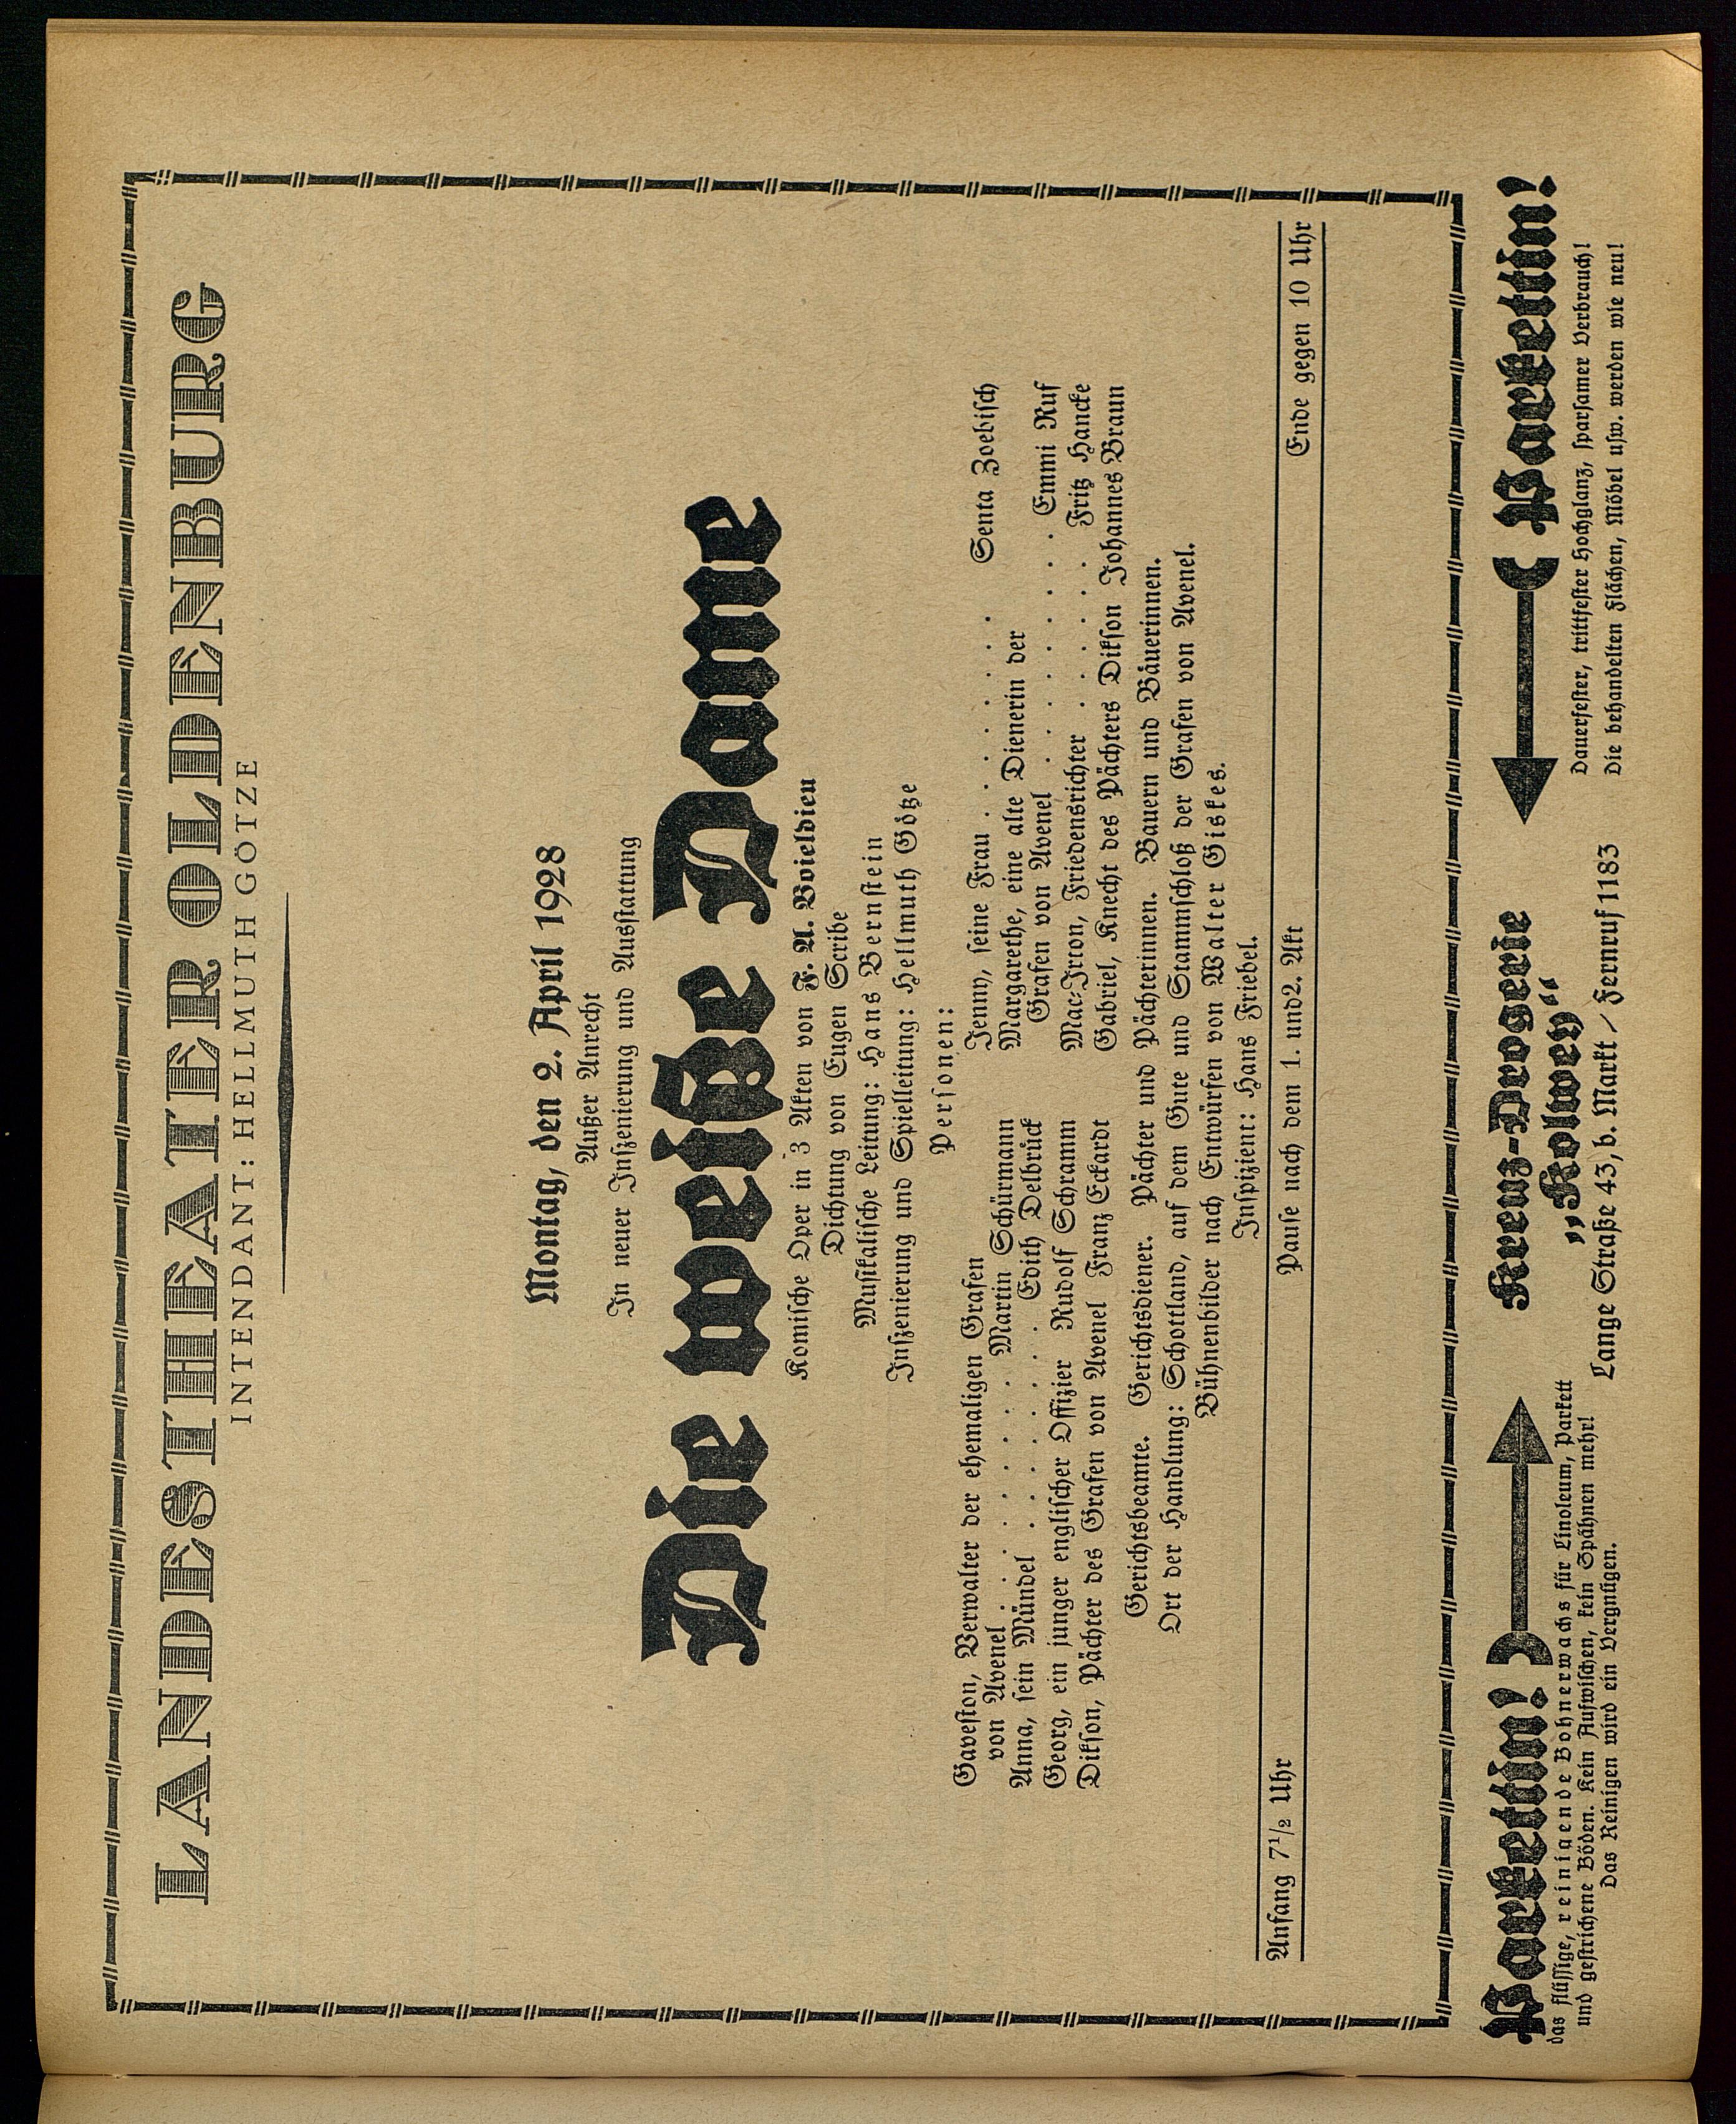 LANDESTHEATER OLDENBURG
INTENDANT: HELLMUTH GÖTZE
Montag, den 2. April 1928
Außer Anrecht
In neuer Inszenierung und Ausstattung
Die weiße Dame
Komische Oper in 3 Akten von F. A. Boieldieu
Dichtung von Eugen Scribe
Musikalische Leitung: Hans Bernstein
Inszenierung und Spielleitung: Hellmuth Götze
Personen:
Gaveston, Verwalter der ehemaligen Grafen
von Avenel . . . . . . . . . Martin Schürmann
Anna, sein Mündel . . . . . . . . Edith Delbrück
Georg, ein junger englischer Offizier Rudolf Schramm
Dikson, Pächter des Grafen von Avenel Franz Eckardt
Jenny, seine Frau . . . . . . . . Senta Zoebisch
Margarethe, eine alte Dienerin der
Grafen von Avenel . . . . . . . . . Emmi Ruf
Mac-Irton, Friedensrichter . . . . . . Fritz Hancke
Gabriel, Knecht des Pächters Dikson Johannes Braun
Gerichtsbeamte. Gerichtsdiener. Pächter und Pächterinnen. Bauern und Bäuerinnen.
Ort der Handlung: Schottland, auf dem Gute und Stammschloß der Grafen von Avenel.
Bühnenbilder nach Entwürfen von Walter Giskes.
Inspizient: Hans Friebel.
Anfang 7¹/₂ Uhr Pause nach dem 1. und 2. Akt Ende gegen 10 Uhr
Parkettin!
das flüssige, reinigende Bohnerwachs für Linoleum, Parkett
und gestrichene Böden. Kein Aufwischen, kein Spähnen mehr!
Das Reinigen wird ein Vergnügen.
Kreuz-Drogerie
„Kolwey“
Lange Straße 43, b. Markt / Fernruf 1183
Parkettin!
Dauerfester, trittfester Hochglanz, sparsamer Verbrauch!
Die behandelten Flächen, Möbel usw. werden wie neu!